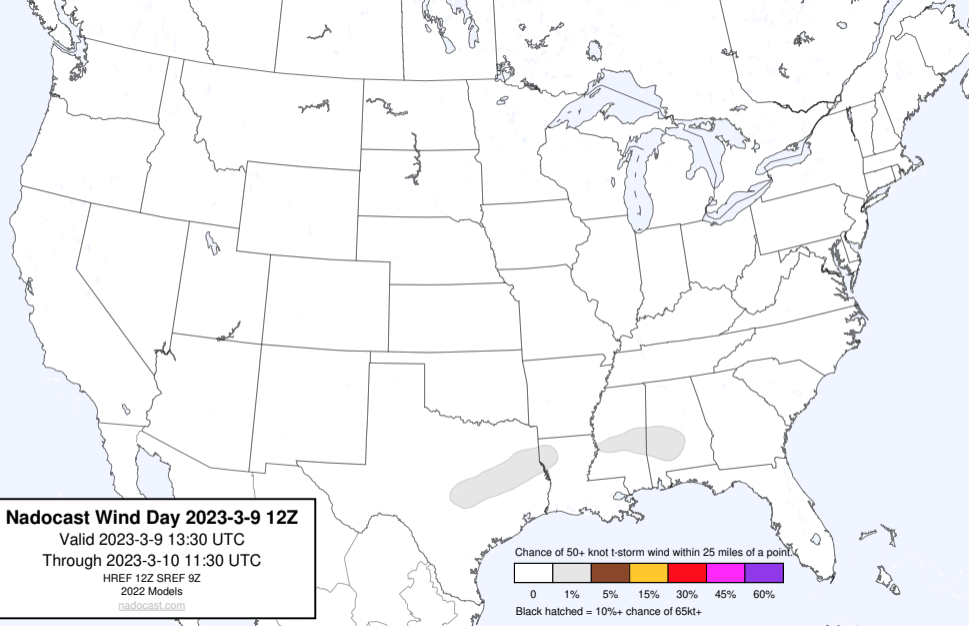 Nadocast Wind Day 2023-3-9 12Z
Valid 2023-3-9 13:30 UTC
Through 2023-3-10 11:30 UTC
HREF 12Z SREF 9Z
2022 Models
nadocast.com
Chance of 50+ knot t-storm wind within 25 miles of a point.
0 1% 5% 15% 30% 45% 60%
Black hatched = 10%+ chance of 65kt+